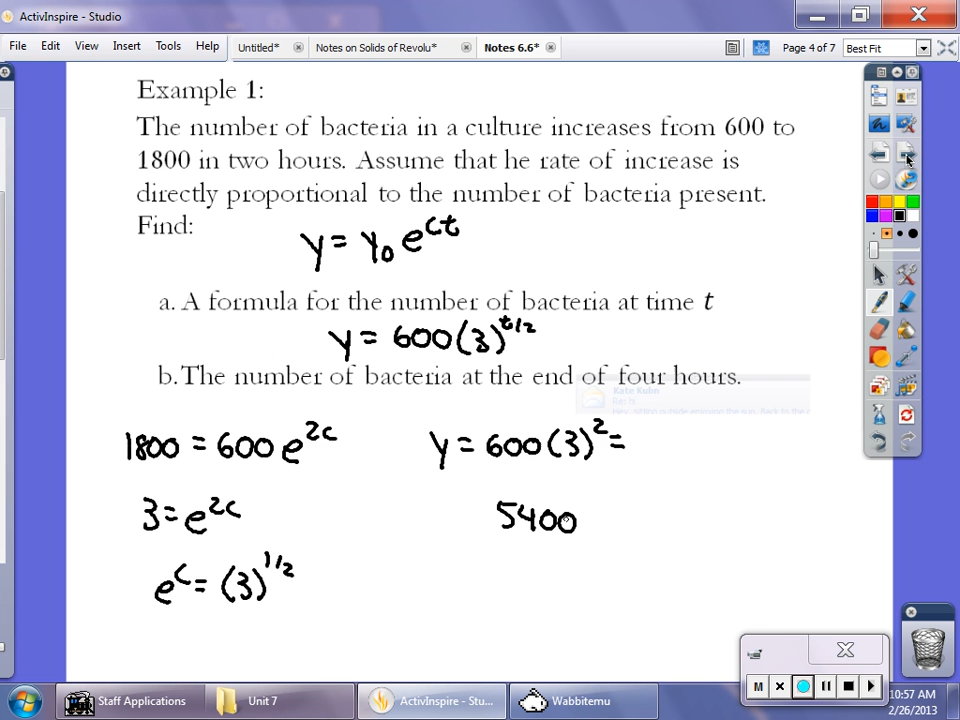 ActivInspire - Studio
File Edit View Insert Tools Help Untitled* Notes on Solids of Revolu* Notes 6.6* Page 4 of 7 Best Fit
Example 1:
The number of bacteria in a culture increases from 600 to
1800 in two hours. Assume that he rate of increase is
directly proportional to the number of bacteria present.
Find:
y = y₀ e^(ct)
a. A formula for the number of bacteria at time t
y = 600(3)^(t/2)
b. The number of bacteria at the end of four hours.
Kate Kohn
1800 = 600 e^(2c)
3 = e^(2c)
e^c = (3)^(1/2)
y = 600(3)^2 =
5400
M
Staff Applications Unit 7 ActivInspire - Stu... Wabbitemu
10:57 AM
2/26/2013